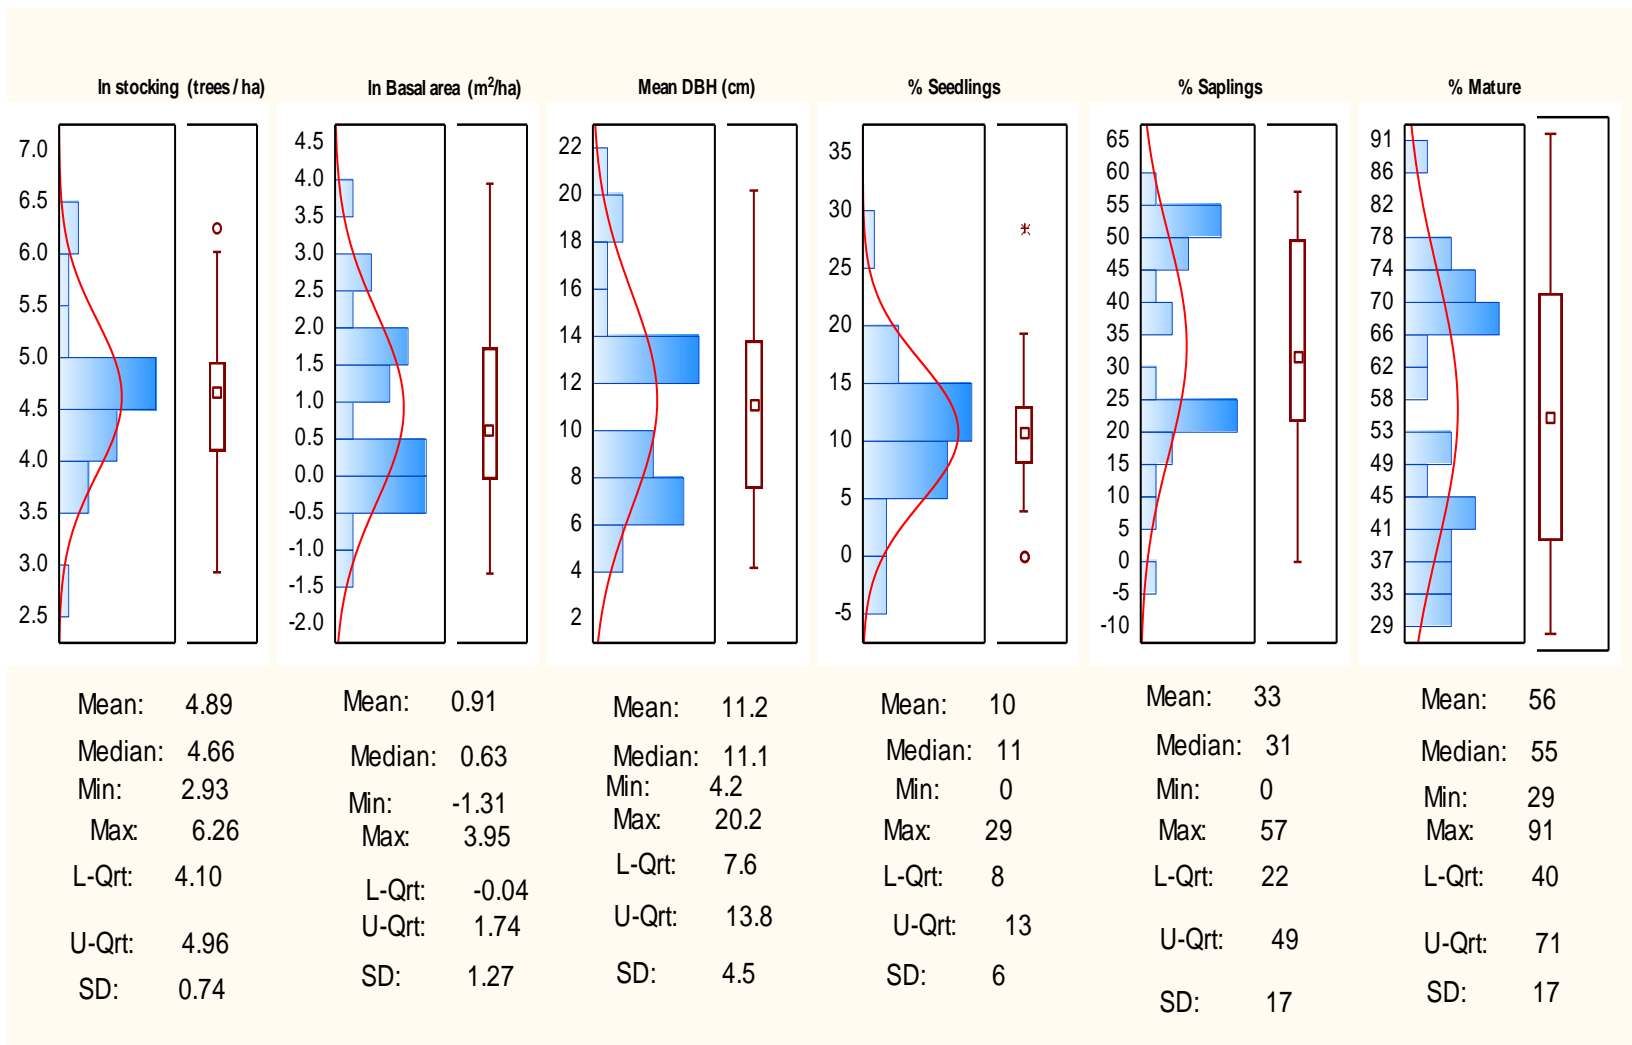 ln stocking (trees / ha)
7.0
6.5
6.0
5.5
5.0
4.5
4.0
3.5
3.0
2.5
Mean: 4.89
Median: 4.66
Min: 2.93
Max: 6.26
L-Qrt: 4.10
U-Qrt: 4.96
SD: 0.74
ln Basal area (m²/ha)
4.5
4.0
3.5
3.0
2.5
2.0
1.5
1.0
0.5
0.0
-0.5
-1.0
-1.5
-2.0
Mean: 0.91
Median: 0.63
Min: -1.31
Max: 3.95
L-Qrt: -0.04
U-Qrt: 1.74
SD: 1.27
Mean DBH (cm)
22
20
18
16
14
12
10
8
6
4
2
Mean: 11.2
Median: 11.1
Min: 4.2
Max: 20.2
L-Qrt: 7.6
U-Qrt: 13.8
SD: 4.5
% Seedlings
35
30
25
20
15
10
5
0
-5
Mean: 10
Median: 11
Min: 0
Max: 29
L-Qrt: 8
U-Qrt: 13
SD: 6
% Saplings
65
60
55
50
45
40
35
30
25
20
15
10
5
0
-5
-10
Mean: 33
Median: 31
Min: 0
Max: 57
L-Qrt: 22
U-Qrt: 49
SD: 17
% Mature
91
86
82
78
74
70
66
62
58
53
49
45
41
37
33
29
Mean: 56
Median: 55
Min: 29
Max: 91
L-Qrt: 40
U-Qrt: 71
SD: 17